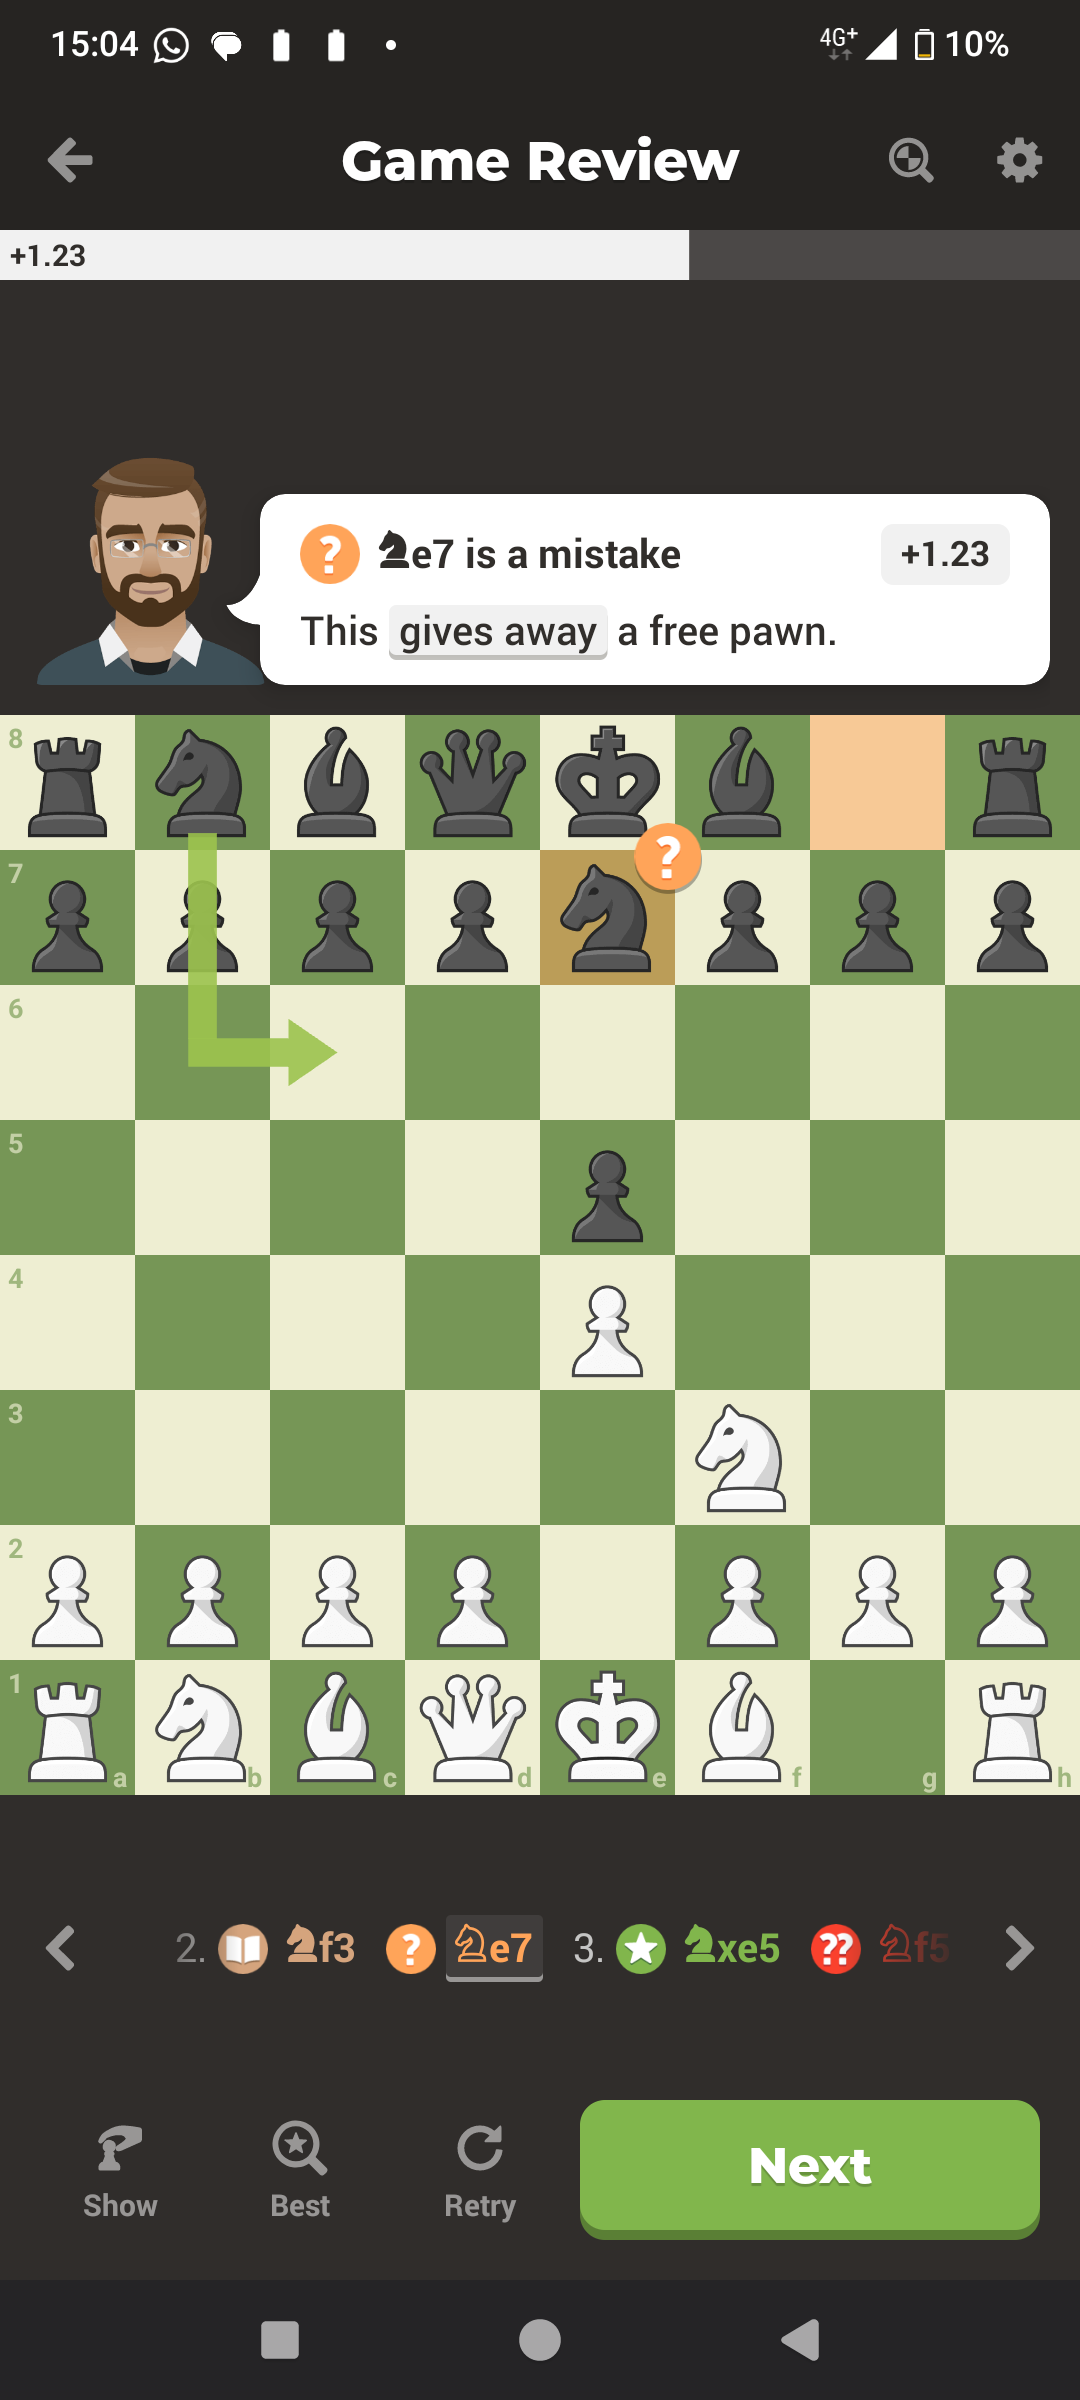 15:04 4G+ 10%
Game Review
+1.23
? e7 is a mistake +1.23
This gives away a free pawn.
8
?
7
6
5
4
3
2
1
a b c d e f g h
2. f3 ? e7 3. xe5 ?? f5
Show Best Retry Next